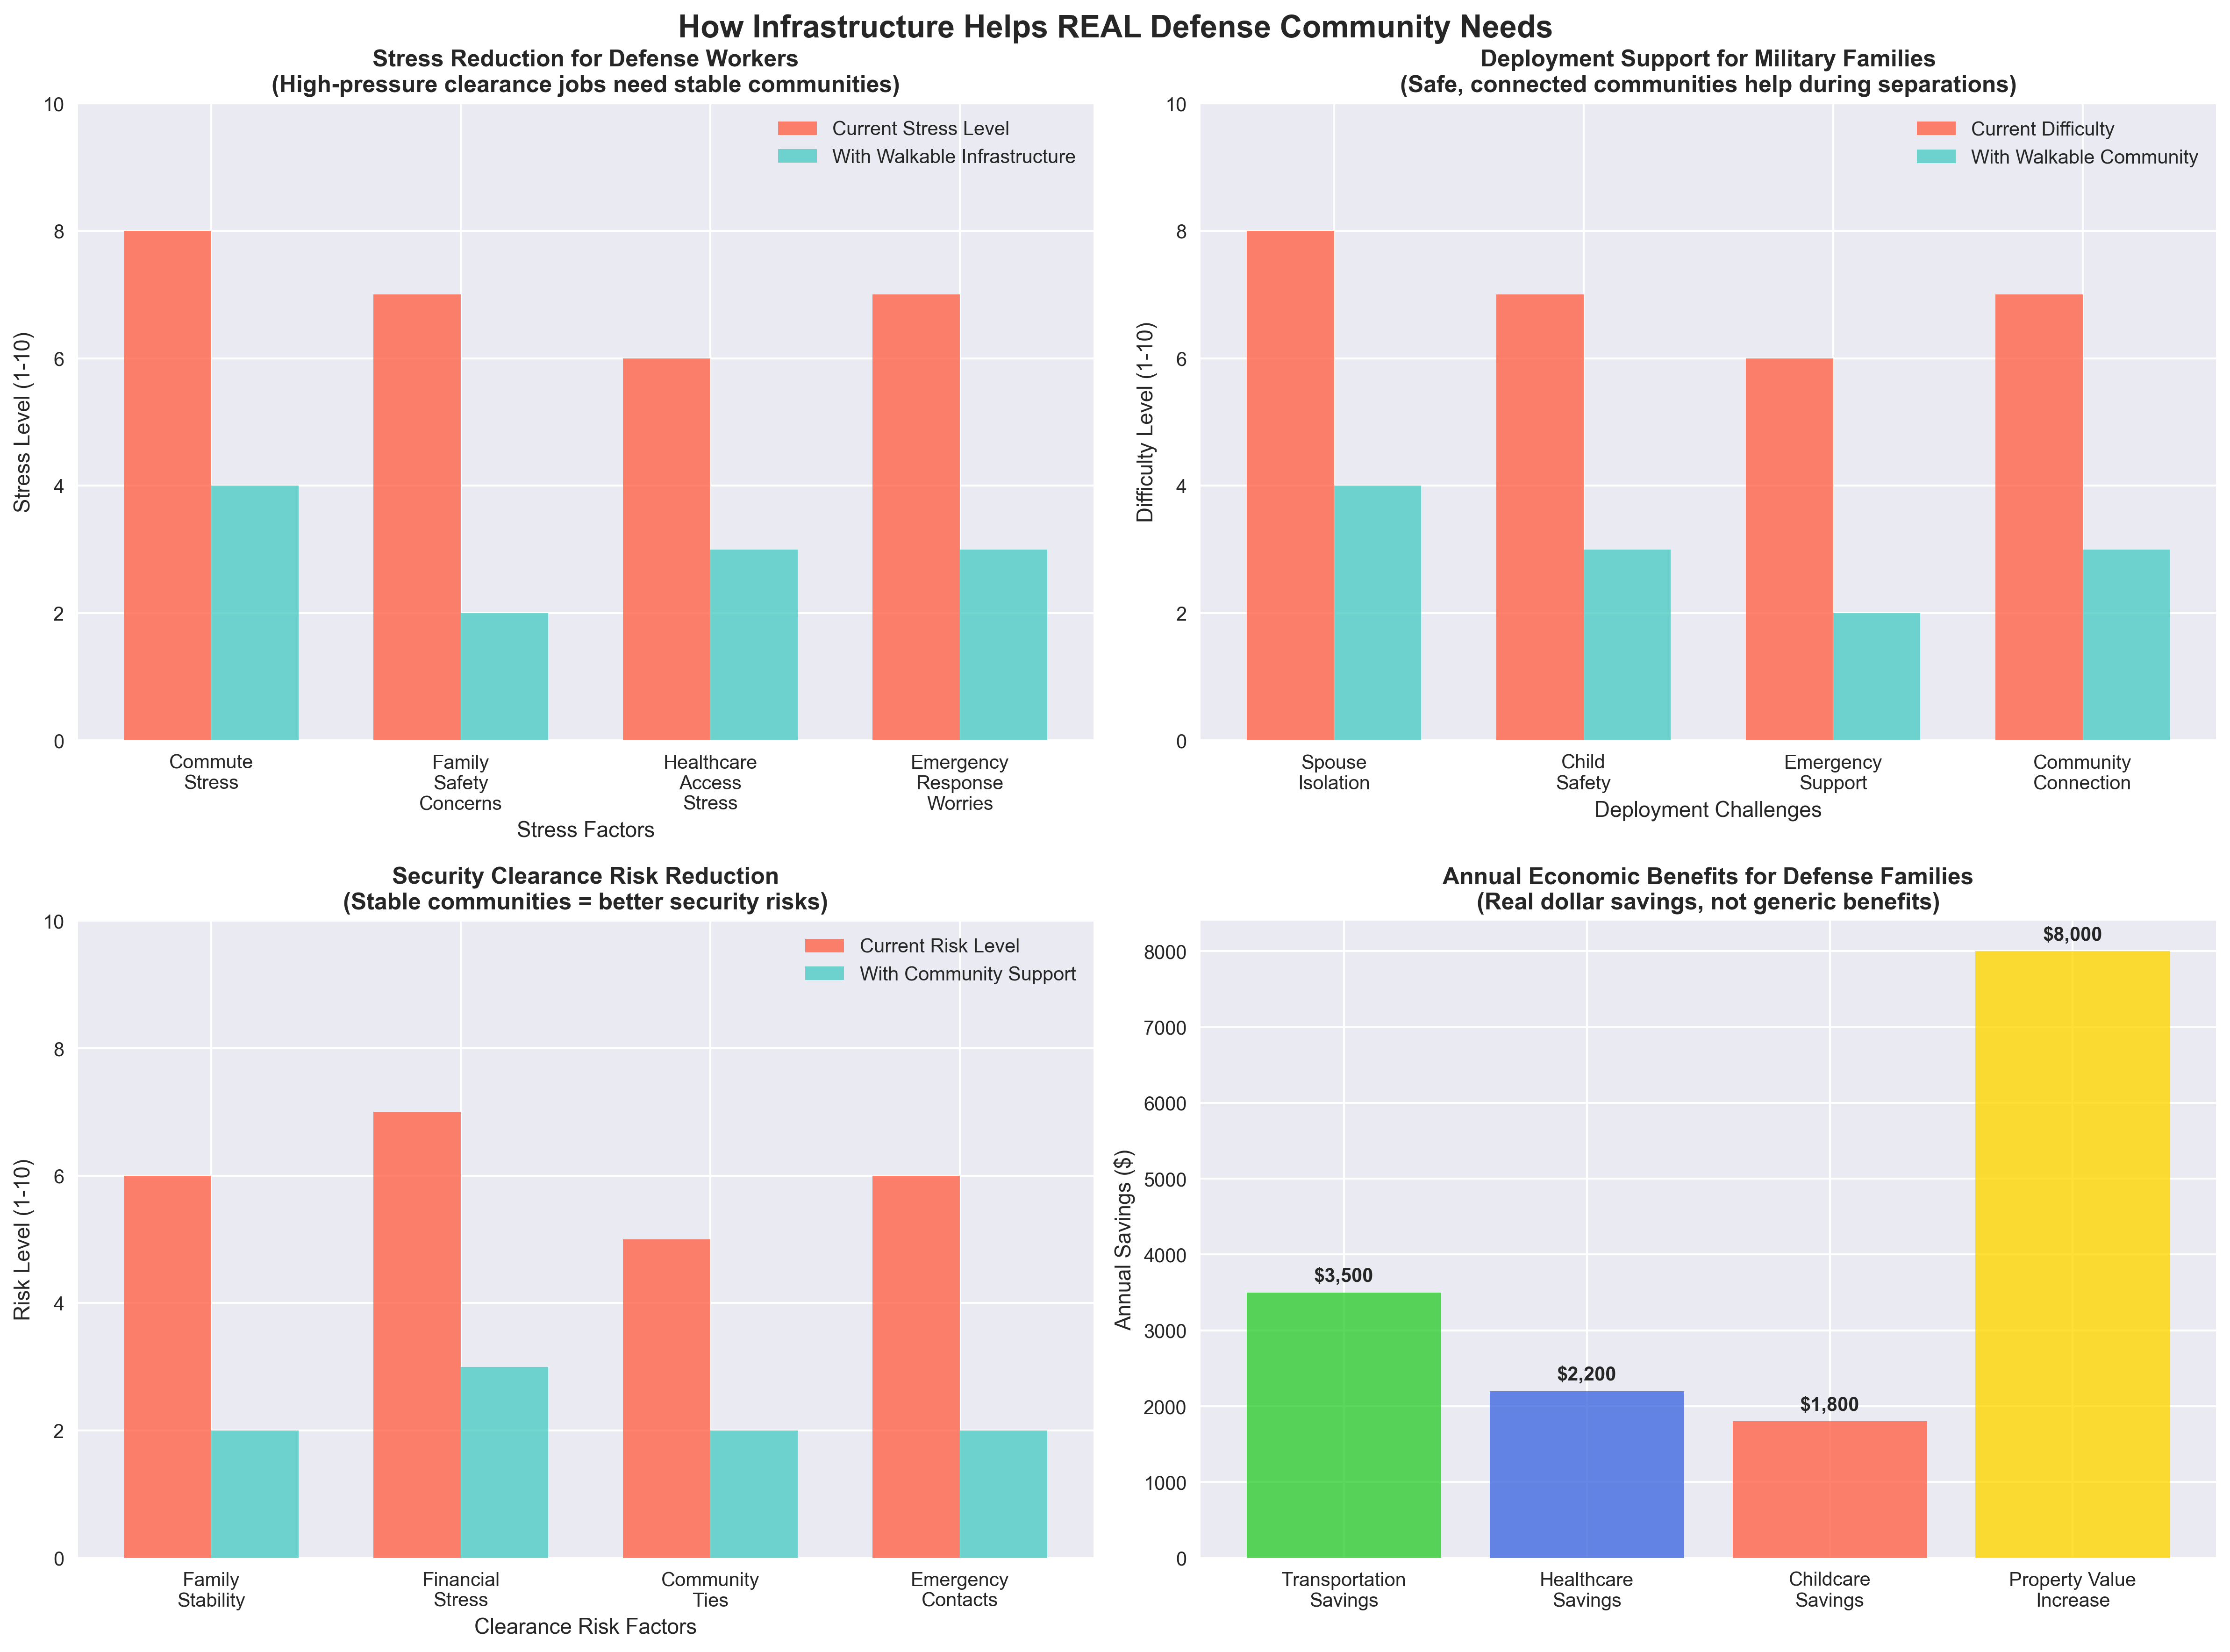 How Infrastructure Helps REAL Defense Community Needs
Stress Reduction for Defense Workers
(High-pressure clearance jobs need stable communities)
10
8
6
4
2
0
Stress Level (1-10)
Current Stress Level
With Walkable Infrastructure
Commute
Stress
Family
Safety
Concerns
Healthcare
Access
Stress
Emergency
Response
Worries
Stress Factors
Deployment Support for Military Families
(Safe, connected communities help during separations)
10
8
6
4
2
0
Difficulty Level (1-10)
Current Difficulty
With Walkable Community
Spouse
Isolation
Child
Safety
Emergency
Support
Community
Connection
Deployment Challenges
Security Clearance Risk Reduction
(Stable communities = better security risks)
10
8
6
4
2
0
Risk Level (1-10)
Current Risk Level
With Community Support
Family
Stability
Financial
Stress
Community
Ties
Emergency
Contacts
Clearance Risk Factors
Annual Economic Benefits for Defense Families
(Real dollar savings, not generic benefits)
8000
7000
6000
5000
4000
3000
2000
1000
0
Annual Savings ($)
$3,500
$2,200
$1,800
$8,000
Transportation
Savings
Healthcare
Savings
Childcare
Savings
Property Value
Increase